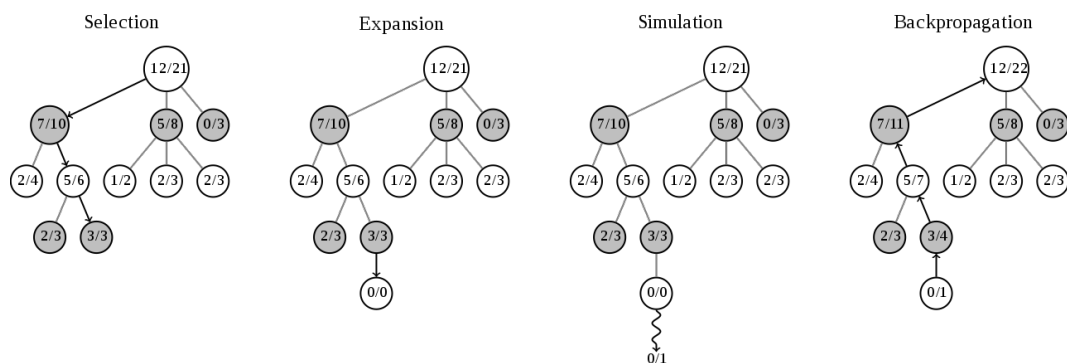 Selection Expansion Simulation Backpropagation
12/21 12/21 12/21 12/22
7/10 5/8 0/3 7/10 5/8 0/3 7/10 5/8 0/3 7/11 5/8 0/3
2/4 5/6 1/2 2/3 2/3 2/4 5/6 1/2 2/3 2/3 2/4 5/6 1/2 2/3 2/3 2/4 5/7 1/2 2/3 2/3
2/3 3/3 2/3 3/3 2/3 3/3 2/3 3/4
0/0 0/0 0/1
0/1